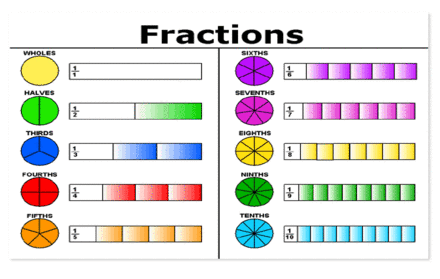 Fractions
WHOLES
1/1
HALVES
1/2
THIRDS
1/3
FOURTHS
1/4
FIFTHS
1/5
SIXTHS
1/6
SEVENTHS
1/7
EIGHTHS
1/8
NINTHS
1/9
TENTHS
1/10